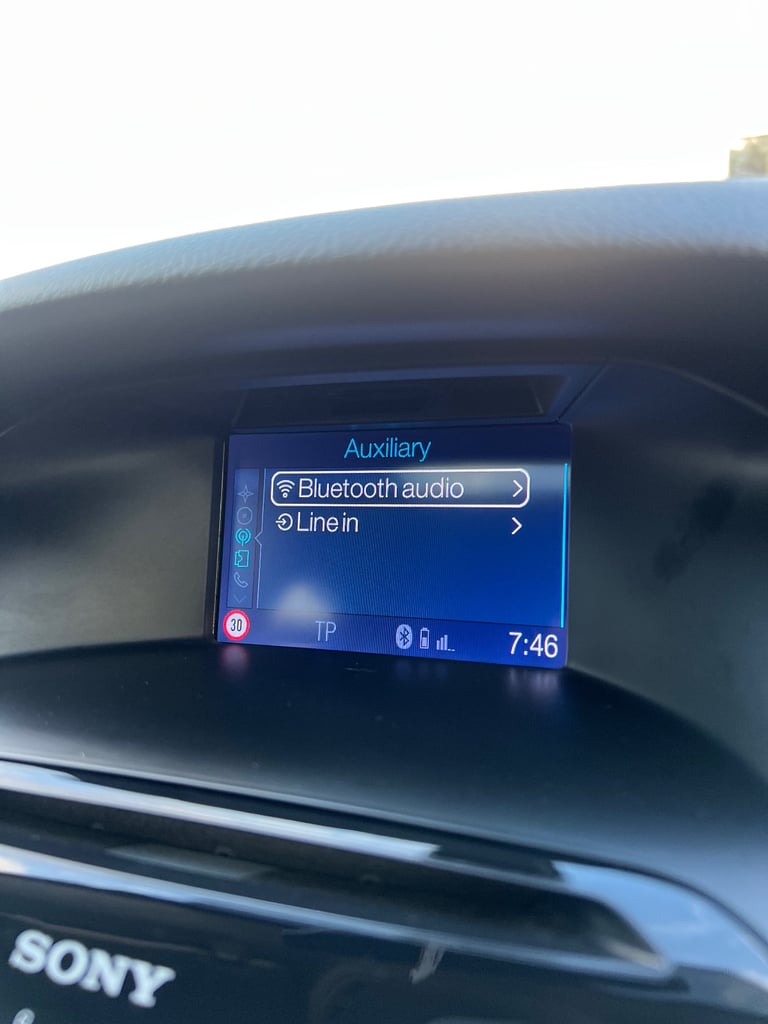 Auxiliary
Bluetooth audio
Line in
30
TP
7:46
SONY